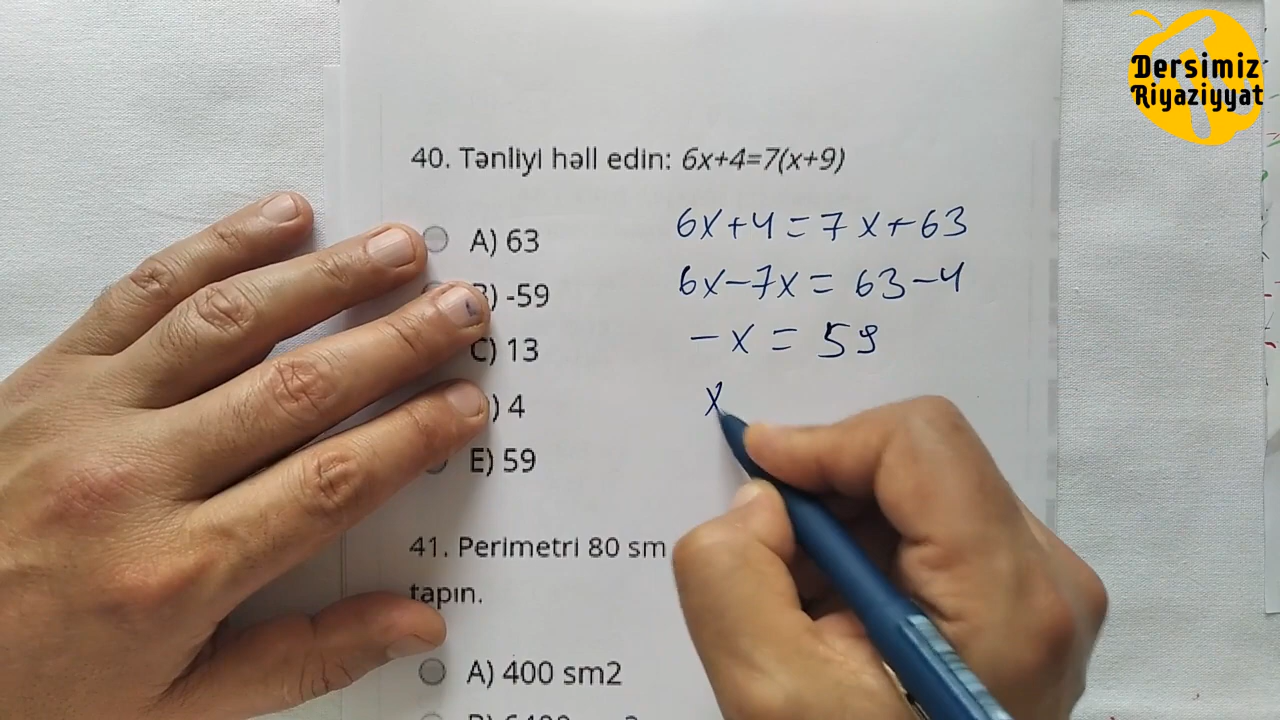 Dersimiz
Riyaziyyat
40. Tənliyi həll edin: 6x+4=7(x+9)
A) 63
B) -59
C) 13
) 4
E) 59
6x+4=7x+63
6x-7x=63-4
-x=59
x
41. Perimetri 80 sm
tapın.
A) 400 sm2